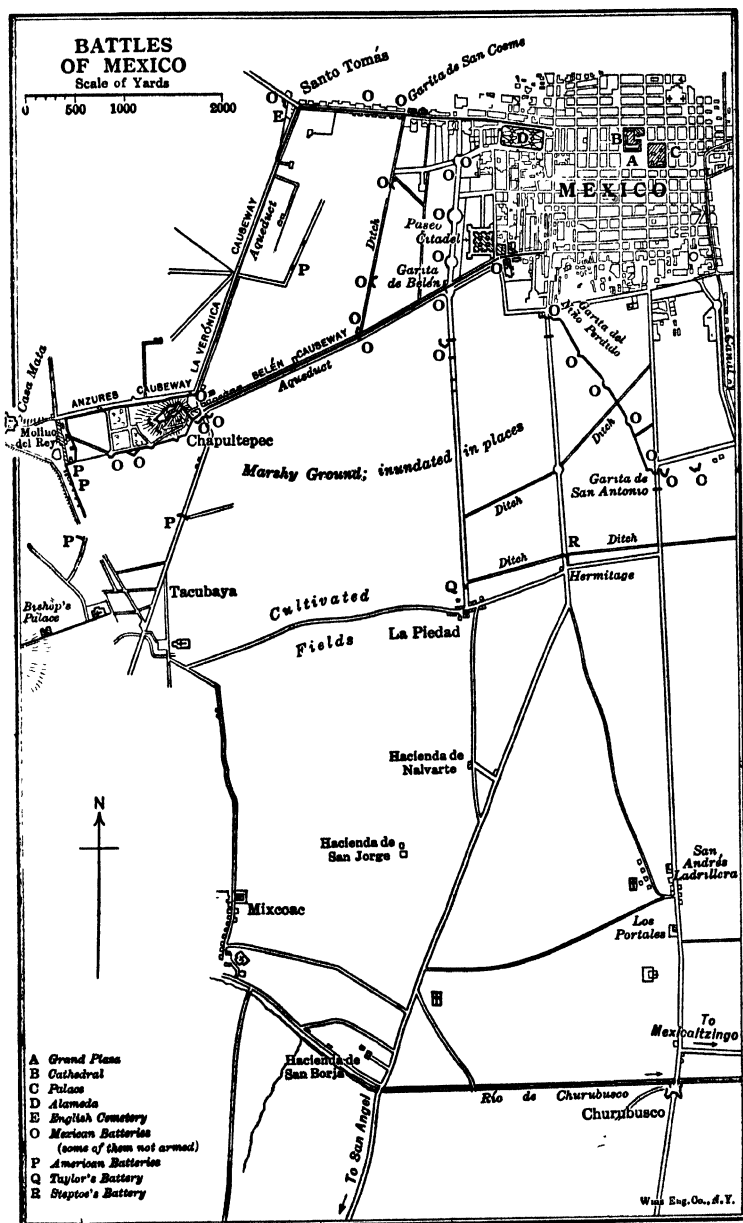 BATTLES
OF MEXICO
Scale of Yards
0 500 1000 2000
Santo Tomás
Garita de San Cosme
O
O
O
E
D
B
A
C
MEXICO
O
O
O
CAUSEWAY
Aqueduct
Ditch
Paseo
Citadel
O
O
P
Garita
de Belén
O
O
O
O
O
LA VERÓNICA
BELÉN CAUSEWAY
Aqueduct
Garita del
Niño Perdido
O
O
O
O
O
Casa Mata
ANZURES CAUSEWAY
O
Molino
del Rey
Chapultepec
O
O
O
O
P
P
Marshy Ground; inundated in places
Ditch
O
Garita de
San Antonio
O
O
P
Ditch
R
Ditch
P
Ditch
Hermitage
Q
Tacubaya
Bishop's
Palace
Cultivated
Fields
La Piedad
Hacienda de
Nalvarte
N
Hacienda de
San Jorge
San
Andrés
Ladrillera
Mixcoac
Los
Portales
To
Mexicaltzingo
Hacienda de
San Borja
Río de Churubusco
Churubusco
To San Angel
A Grand Plaza
B Cathedral
C Palace
D Alameda
E English Cemetery
O Mexican Batteries
(some of them not armed)
P American Batteries
Q Taylor's Battery
R Steptoe's Battery
Wms Eng. Co., N.Y.